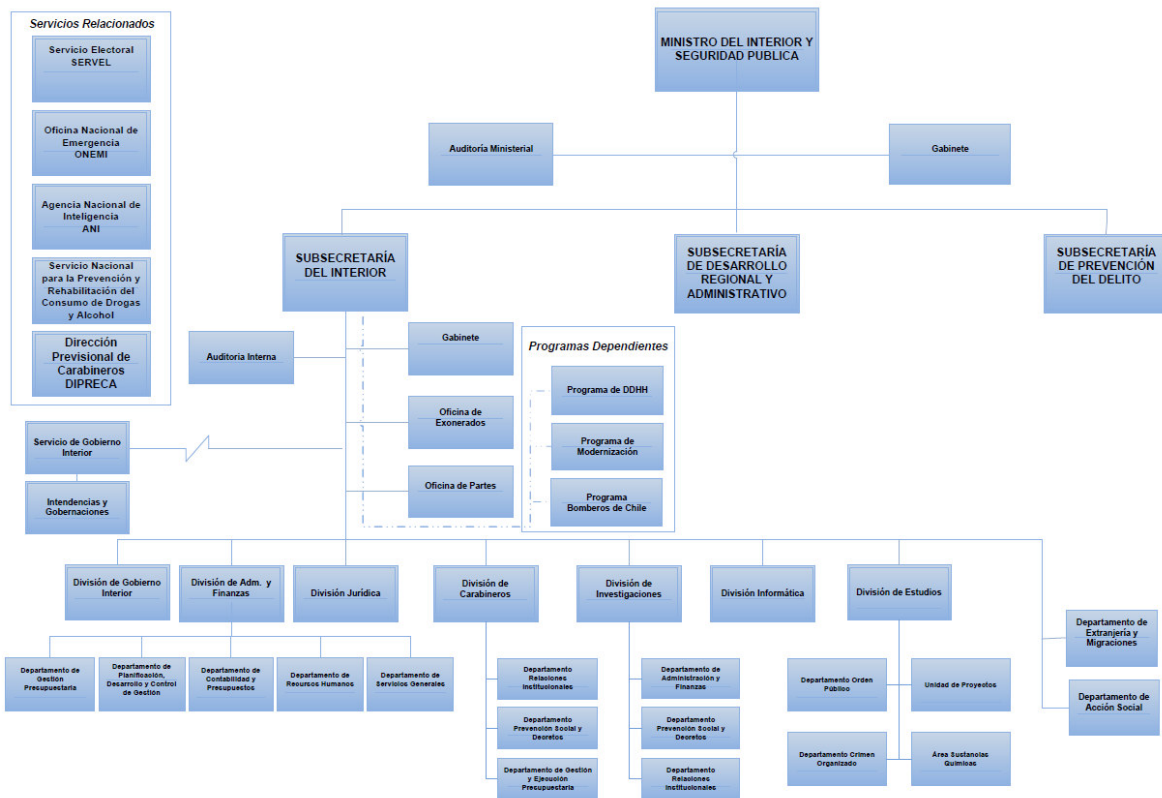 Servicios Relacionados
Servicio Electoral
SERVEL
Oficina Nacional de
Emergencia
ONEMI
Agencia Nacional de
Inteligencia
ANI
Servicio Nacional
para la Prevención y
Rehabilitación del
Consumo de Drogas
y Alcohol
Dirección
Previsional de
Carabineros
DIPRECA
MINISTRO DEL INTERIOR Y
SEGURIDAD PUBLICA
Auditoría Ministerial
Gabinete
SUBSECRETARÍA
DEL INTERIOR
SUBSECRETARÍA
DE DESARROLLO
REGIONAL Y
ADMINISTRATIVO
SUBSECRETARÍA
DE PREVENCIÓN
DEL DELITO
Auditoria Interna
Gabinete
Oficina de
Exonerados
Oficina de Partes
Programas Dependientes
Programa de DDHH
Programa de
Modernización
Programa
Bomberos de Chile
Servicio de Gobierno
Interior
Intendencias y
Gobernaciones
División de Gobierno
Interior
División de Adm. y
Finanzas
División Jurídica
División de
Carabineros
División de
Investigaciones
División Informática
División de Estudios
Departamento de
Extranjería y
Migraciones
Departamento de
Acción Social
Departamento de
Gestión
Presupuestaria
Departamento de
Planificación,
Desarrollo y Control
de Gestión
Departamento de
Contabilidad y
Presupuestos
Departamento de
Recursos Humanos
Departamento de
Servicios Generales
Departamento
Relaciones
Institucionales
Departamento
Prevención Social y
Decretos
Departamento de Gestión
y Ejecución
Presupuestaria
Departamento de
Administración y
Finanzas
Departamento
Prevención Social y
Decretos
Departamento
Relaciones
Institucionales
Departamento Orden
Público
Unidad de Proyectos
Departamento Crimen
Organizado
Área Sustancias
Químicas